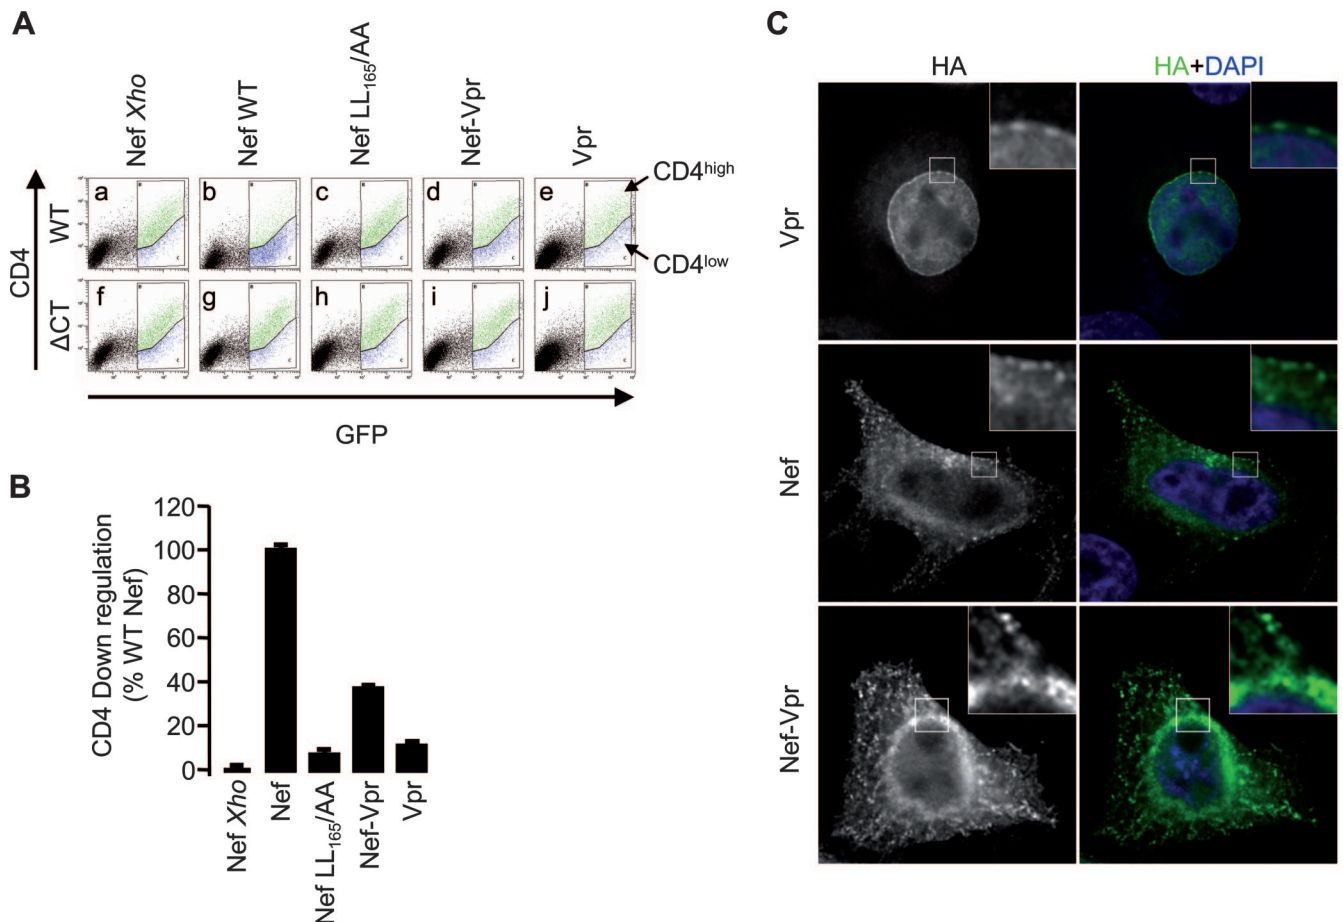 A
Nef Xho
Nef WT
Nef LL165/AA
Nef-Vpr
Vpr
CD4
WT
ΔCT
a
b
c
d
e
f
g
h
i
j
CD4high
CD4low
GFP
B
CD4 Down regulation
(% WT Nef)
120
100
80
60
40
20
0
Nef Xho
Nef
Nef LL165/AA
Nef-Vpr
Vpr
C
HA
HA+DAPI
Vpr
Nef
Nef-Vpr